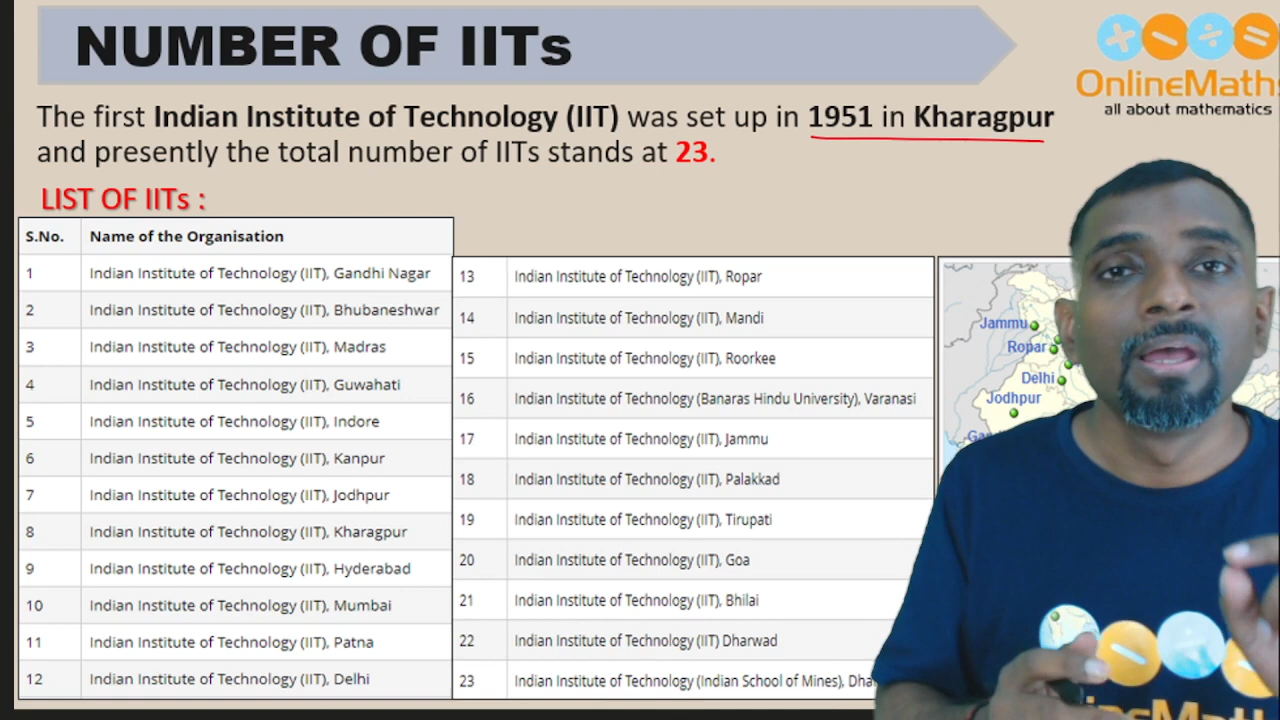 NUMBER OF IITs
OnlineMaths
all about mathematics
The first Indian Institute of Technology (IIT) was set up in 1951 in Kharagpur
and presently the total number of IITs stands at 23.
LIST OF IITs :
S.No. Name of the Organisation
1 Indian Institute of Technology (IIT), Gandhi Nagar
2 Indian Institute of Technology (IIT), Bhubaneshwar
3 Indian Institute of Technology (IIT), Madras
4 Indian Institute of Technology (IIT), Guwahati
5 Indian Institute of Technology (IIT), Indore
6 Indian Institute of Technology (IIT), Kanpur
7 Indian Institute of Technology (IIT), Jodhpur
8 Indian Institute of Technology (IIT), Kharagpur
9 Indian Institute of Technology (IIT), Hyderabad
10 Indian Institute of Technology (IIT), Mumbai
11 Indian Institute of Technology (IIT), Patna
12 Indian Institute of Technology (IIT), Delhi
13 Indian Institute of Technology (IIT), Ropar
14 Indian Institute of Technology (IIT), Mandi
15 Indian Institute of Technology (IIT), Roorkee
16 Indian Institute of Technology (Banaras Hindu University), Varanasi
17 Indian Institute of Technology (IIT), Jammu
18 Indian Institute of Technology (IIT), Palakkad
19 Indian Institute of Technology (IIT), Tirupati
20 Indian Institute of Technology (IIT), Goa
21 Indian Institute of Technology (IIT), Bhilai
22 Indian Institute of Technology (IIT) Dharwad
23 Indian Institute of Technology (Indian School of Mines),
Jammu
Ropar
Delhi
Jodhpur